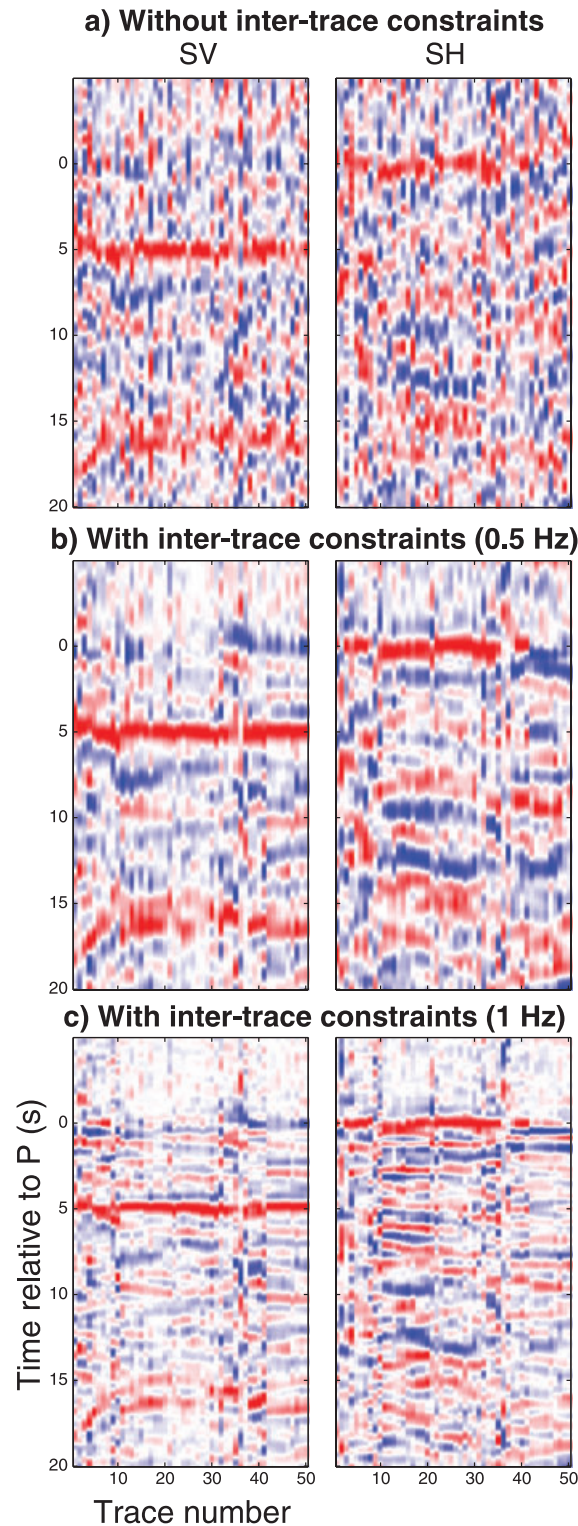 a) Without inter-trace constraints
SV SH
0
5
10
15
20
b) With inter-trace constraints (0.5 Hz)
0
5
10
15
20
c) With inter-trace constraints (1 Hz)
0
5
10
15
20
Time relative to P (s)
10 20 30 40 50 10 20 30 40 50
Trace number